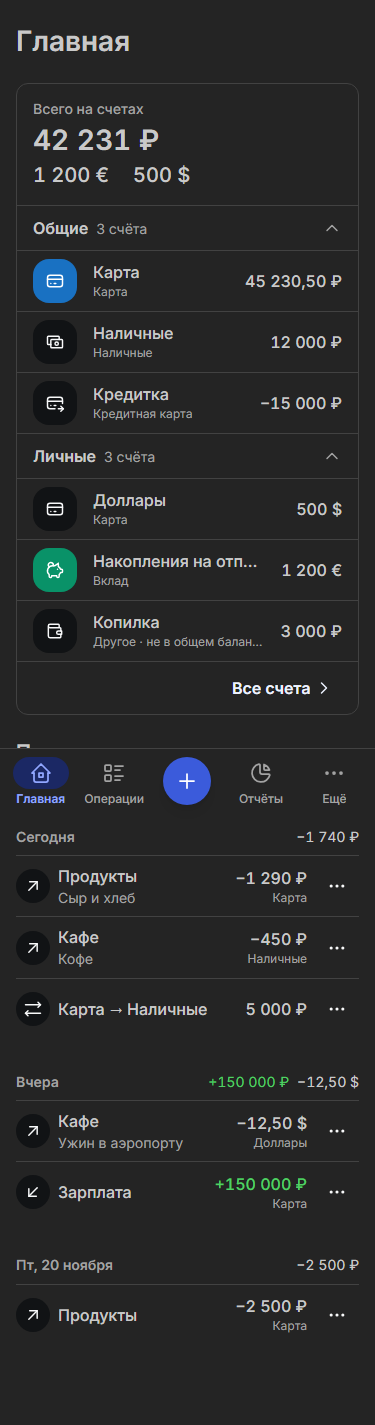 Главная
Всего на счетах
42 231 ₽
1 200 € 500 $
Общие 3 счёта
Карта
Карта
45 230,50 ₽
Наличные
Наличные
12 000 ₽
Кредитка
Кредитная карта
−15 000 ₽
Личные 3 счёта
Доллары
Карта
500 $
Накопления на отп...
Вклад
1 200 €
Копилка
Другое · не в общем балан...
3 000 ₽
Все счета
Главная
Операции
Отчёты
Ещё
Сегодня −1 740 ₽
Продукты
Сыр и хлеб
−1 290 ₽
Карта
Кафе
Кофе
−450 ₽
Наличные
Карта → Наличные 5 000 ₽
Вчера +150 000 ₽ −12,50 $
Кафе
Ужин в аэропорту
−12,50 $
Доллары
Зарплата
+150 000 ₽
Карта
Пт, 20 ноября −2 500 ₽
Продукты
−2 500 ₽
Карта